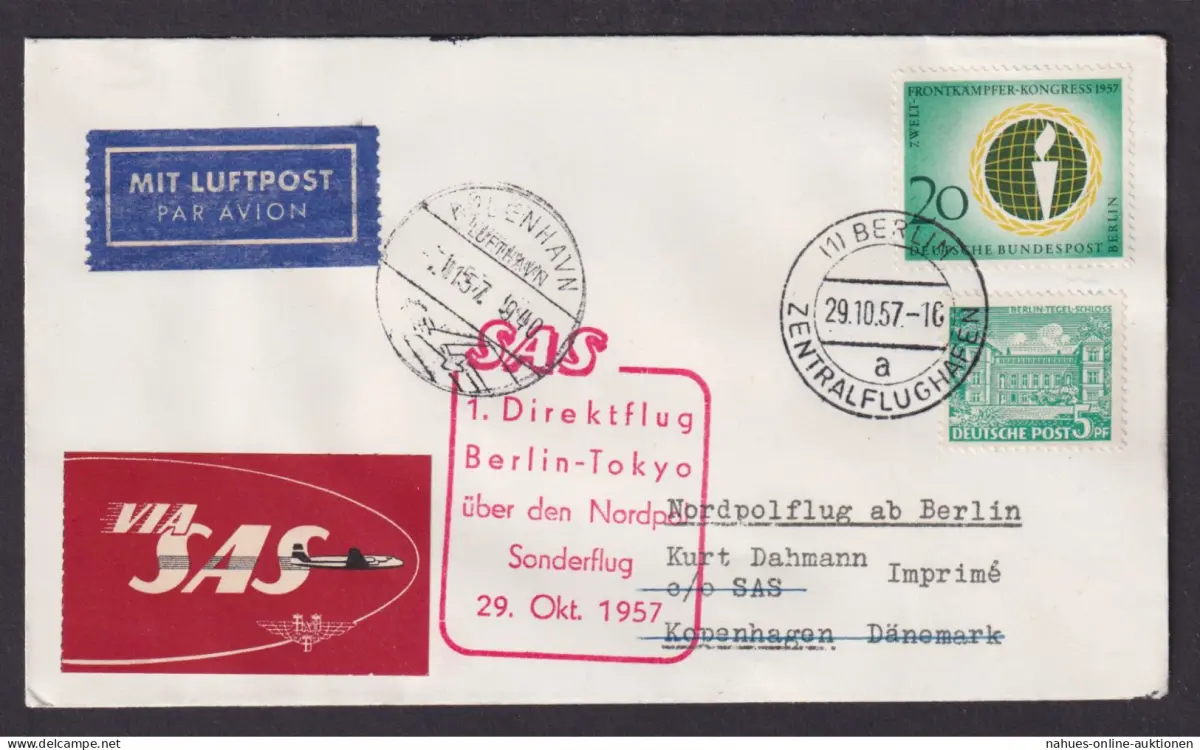 MIT LUFTPOST
PAR AVION
LUFTHAVN
ZWELT-
FRONTKÄMPFER-KONGRESS 1957
20
DEUTSCHE BUNDESPOST
BERLIN
(1) BERLIN
29.10.57.-16
a
ZENTRALFLUGHAFEN
BERLIN-TEGEL-SCHLOSS
DEUTSCHE POST 5 PF
SAS
1. Direktflug
Berlin-Tokyo
über den Nordpol
Sonderflug
29. Okt. 1957
VIA
SAS
Nordpolflug ab Berlin
Kurt Dahmann
Imprimé
c/o SAS
Kopenhagen Dänemark
nahues-online-auktionen
www.delcampe.net